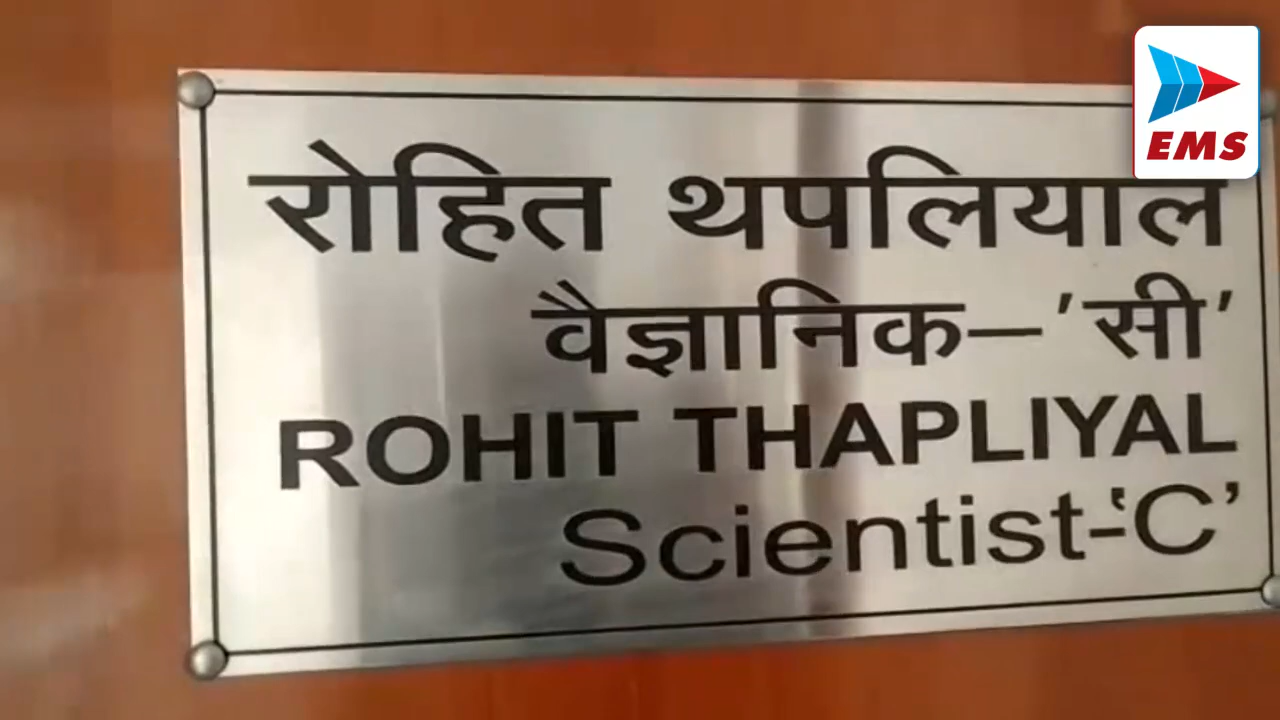 EMS
रोहित थपलियाल
वैज्ञानिक–'सी'
ROHIT THAPLIYAL
Scientist-'C'